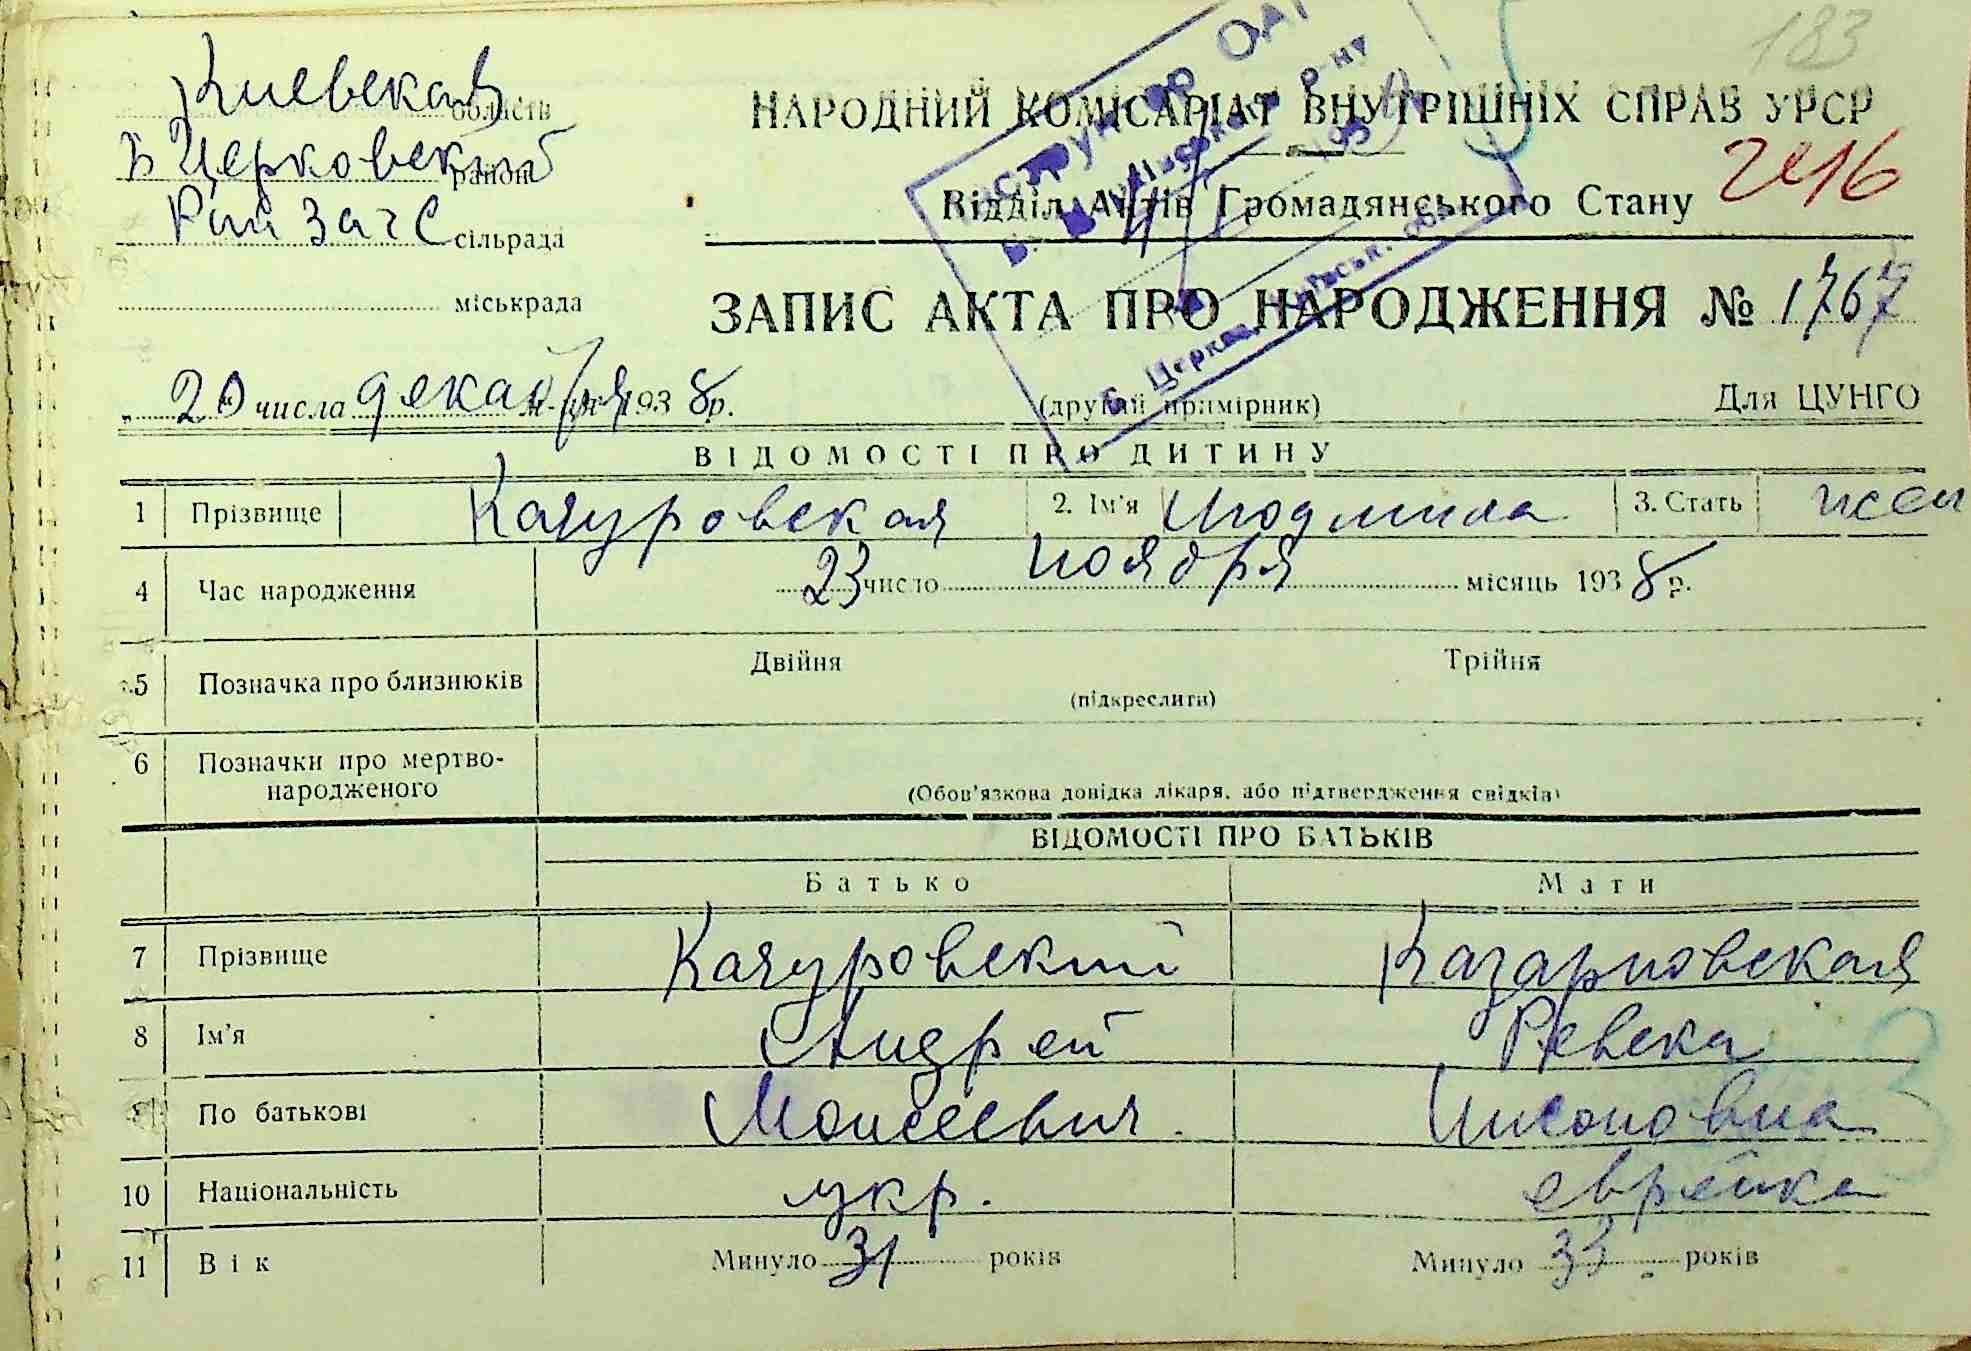 183
Киевская область
Б Церковский район
Рай Загс сільрада
міськрада
НАРОДНИЙ КОМІСАРІАТ ВНУТРІШНІХ СПРАВ УРСР
Відділ Актів Громадянського Стану
ЗАПИС АКТА ПРО НАРОДЖЕННЯ № 1767
„20“ числа декабря м-ця 1938 р.
(другий примірник)
Для ЦУНГО
ВІДОМОСТІ ПРО ДИТИНУ
1 Прізвище Качуровская 2. Ім'я Людмила 3. Стать жен
4 Час народження 23 число ноября місяць 1938 р.
5 Позначка про близнюків Двійня Трійня
(підкреслити)
6 Позначки про мертво-
народженого
(Обов'язкова довідка лікаря, або підтвердження свідків)
ВІДОМОСТІ ПРО БАТЬКІВ
Батько Мати
7 Прізвище Качуровский Казарновская
8 Ім'я Андрей Ревека
9 По батькові Моисеевич
10 Національність укр. еврейка
11 Вік Минуло 31 років Минуло 33 років